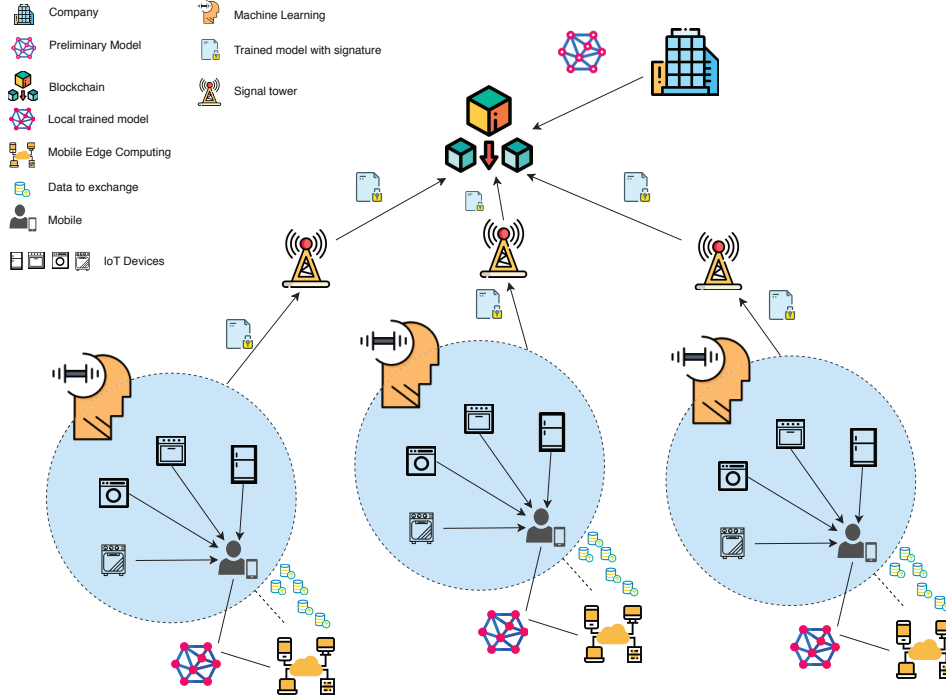 Company
Preliminary Model
Blockchain
Local trained model
Mobile Edge Computing
Data to exchange
Mobile
IoT Devices
Machine Learning
Trained model with signature
Signal tower